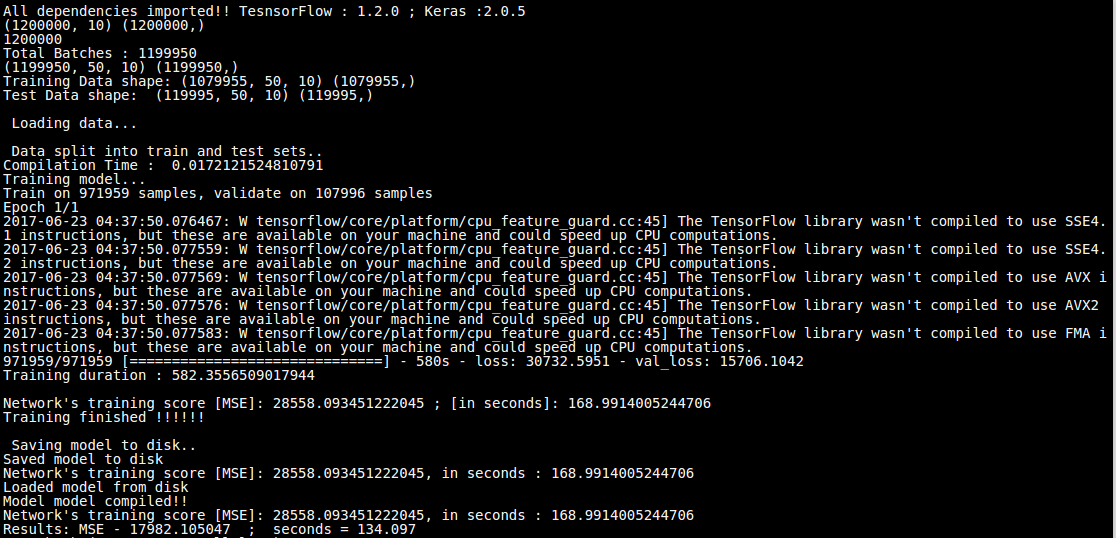 All dependencies imported!! TesnsorFlow : 1.2.0 ; Keras :2.0.5
(1200000, 10) (1200000,)
1200000
Total Batches : 1199950
(1199950, 50, 10) (1199950,)
Training Data shape: (1079955, 50, 10) (1079955,)
Test Data shape:  (119995, 50, 10) (119995,)
Loading data...
Data split into train and test sets..
Compilation Time :  0.0172121524810791
Training model...
Train on 971959 samples, validate on 107996 samples
Epoch 1/1
2017-06-23 04:37:50.076467: W tensorflow/core/platform/cpu_feature_guard.cc:45] The TensorFlow library wasn't compiled to use SSE4.
1 instructions, but these are available on your machine and could speed up CPU computations.
2017-06-23 04:37:50.077559: W tensorflow/core/platform/cpu_feature_guard.cc:45] The TensorFlow library wasn't compiled to use SSE4.
2 instructions, but these are available on your machine and could speed up CPU computations.
2017-06-23 04:37:50.077569: W tensorflow/core/platform/cpu_feature_guard.cc:45] The TensorFlow library wasn't compiled to use AVX i
nstructions, but these are available on your machine and could speed up CPU computations.
2017-06-23 04:37:50.077576: W tensorflow/core/platform/cpu_feature_guard.cc:45] The TensorFlow library wasn't compiled to use AVX2
instructions, but these are available on your machine and could speed up CPU computations.
2017-06-23 04:37:50.077583: W tensorflow/core/platform/cpu_feature_guard.cc:45] The TensorFlow library wasn't compiled to use FMA i
nstructions, but these are available on your machine and could speed up CPU computations.
971959/971959 [==============================] - 580s - loss: 30732.5951 - val_loss: 15706.1042
Training duration : 582.3556509017944
Network's training score [MSE]: 28558.093451222045 ; [in seconds]: 168.9914005244706
Training finished !!!!!!
Saving model to disk..
Saved model to disk
Network's training score [MSE]: 28558.093451222045, in seconds : 168.9914005244706
Loaded model from disk
Model model compiled!!
Network's training score [MSE]: 28558.093451222045, in seconds : 168.9914005244706
Results: MSE - 17982.105047  ;  seconds = 134.097